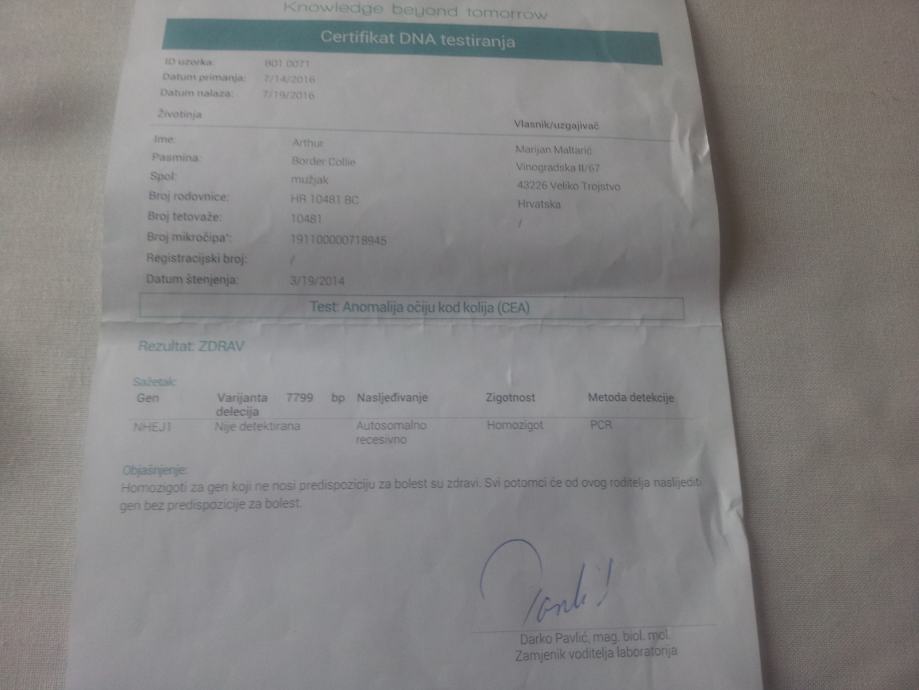 Knowledge beyond tomorrow
Certifikat DNA testiranja
ID uzorka: B01 0071
Datum primanja: 7/14/2016
Datum nalaza: 7/19/2016
Životinja
Vlasnik/uzgajivač
Ime: Arthur
Marijan Maltarić
Pasmina: Border Collie
Vinogradska II/67
Spol: mužjak
43226 Veliko Trojstvo
Broj rodovnice: HR 10481 BC
Hrvatska
Broj tetovaže: 10481
/
Broj mikročipa*: 191100000718945
Registracijski broj: /
Datum štenjenja: 3/19/2014
Test: Anomalija očiju kod kolija (CEA)
Rezultat: ZDRAV
Sažetak:
Gen Varijanta 7799 bp Nasljeđivanje Zigotnost Metoda detekcije
delecija
NHEJ1 Nije detektirana Autosomalno Homozigot PCR
recesivno
Objašnjenje:
Homozigoti za gen koji ne nosi predispoziciju za bolest su zdravi. Svi potomci će od ovog roditelja naslijediti
gen bez predispozicije za bolest.
Darko Pavlić, mag. biol. mol.
Zamjenik voditelja laboratorija